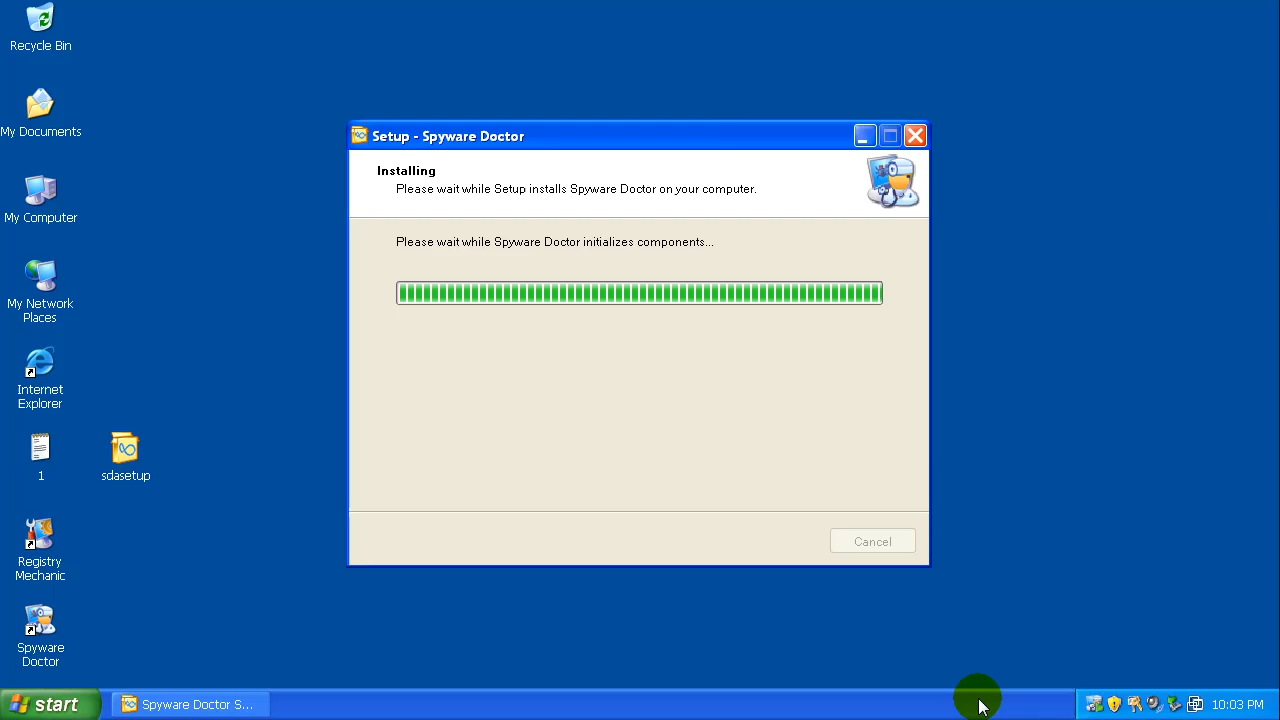 Recycle Bin
My Documents
My Computer
My Network
Places
Internet
Explorer
1
sdasetup
Registry
Mechanic
Spyware
Doctor
Setup - Spyware Doctor
Installing
Please wait while Setup installs Spyware Doctor on your computer.
Please wait while Spyware Doctor initializes components...
Cancel
start
Spyware Doctor S...
10:03 PM